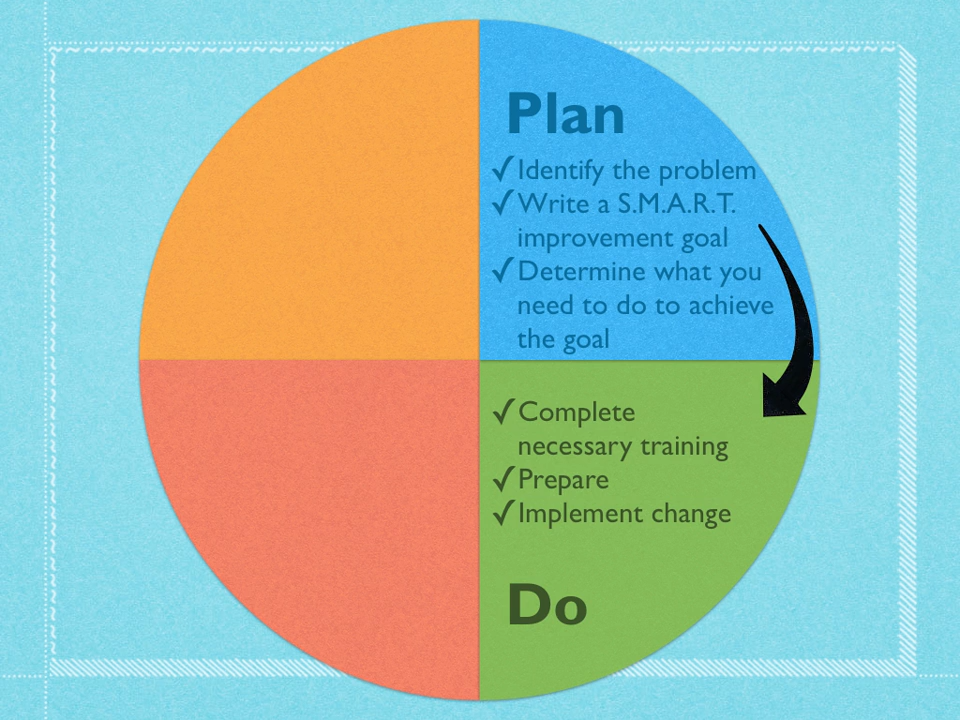 Plan
✓Identify the problem
✓Write a S.M.A.R.T.
improvement goal
✓Determine what you
need to do to achieve
the goal
✓Complete
necessary training
✓Prepare
✓Implement change
Do